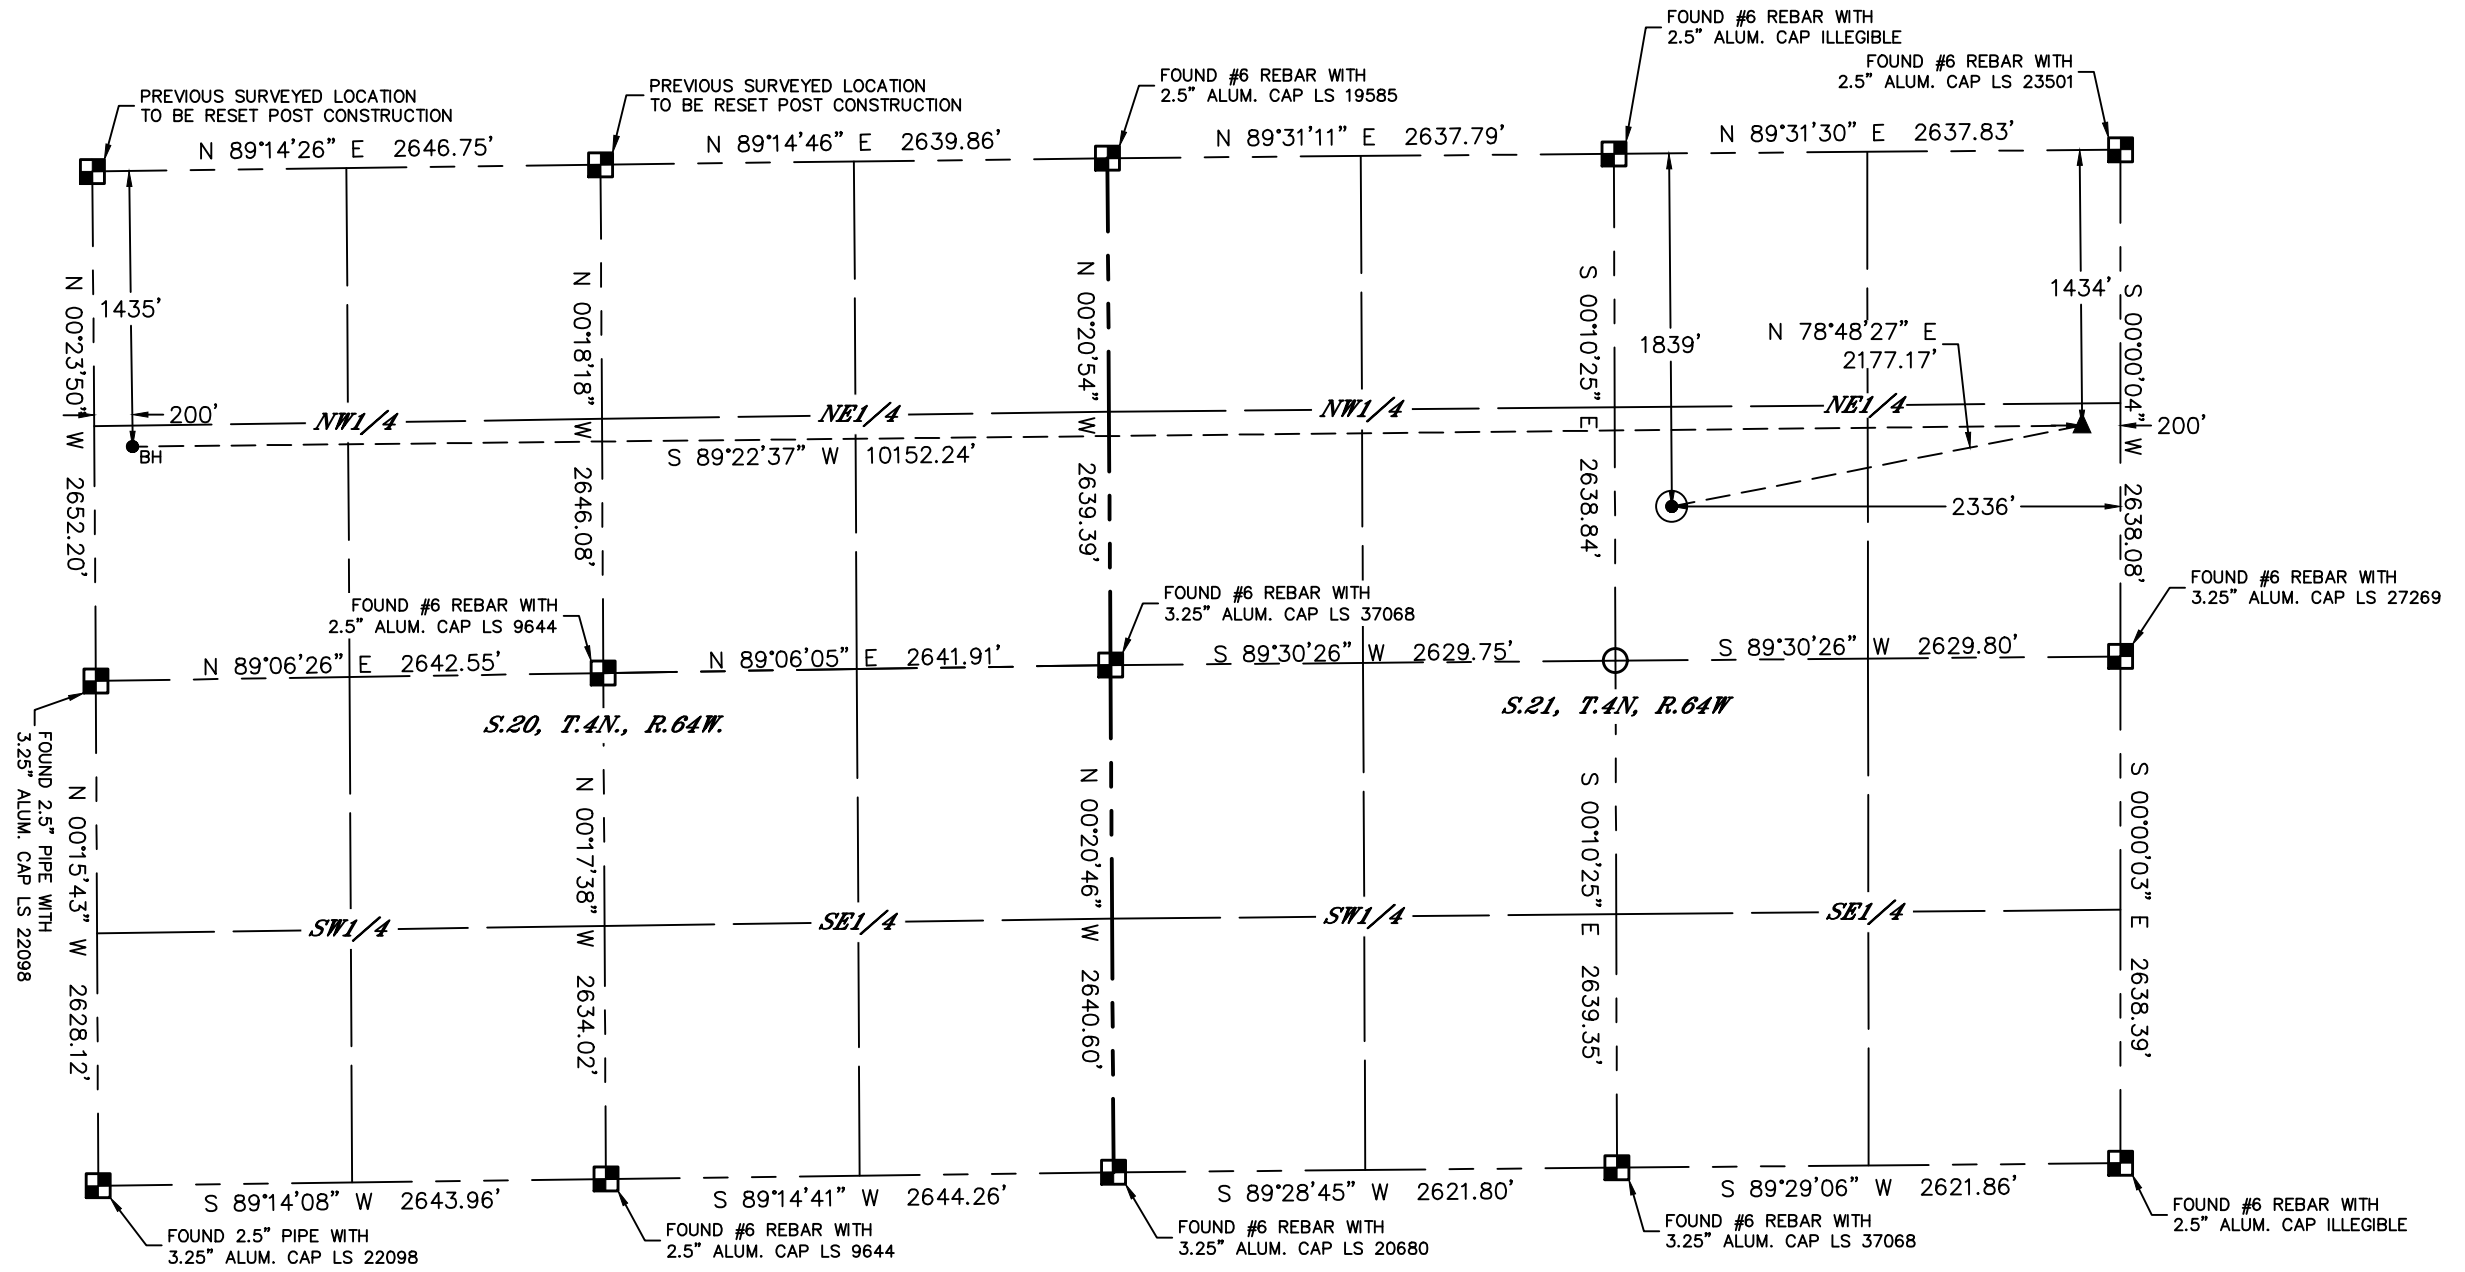 FOUND #6 REBAR WITH
2.5" ALUM. CAP ILLEGIBLE
FOUND #6 REBAR WITH
2.5" ALUM. CAP LS 23501
FOUND #6 REBAR WITH
2.5" ALUM. CAP LS 19585
PREVIOUS SURVEYED LOCATION
TO BE RESET POST CONSTRUCTION
PREVIOUS SURVEYED LOCATION
TO BE RESET POST CONSTRUCTION
N 89°14'26" E 2646.75'
N 89°14'46" E 2639.86'
N 89°31'11" E 2637.79'
N 89°31'30" E 2637.83'
N 00°23'50" W 2652.20'
1435'
N 00°18'18" W 2646.08'
N 00°20'54" W 2639.39'
S 00°10'25" E 2638.84'
1839'
N 78°48'27" E
2177.17'
1434'
S 00°00'04" W 2638.08'
200'
NW1/4
NE1/4
NW1/4
NE1/4
200'
BH
S 89°22'37" W 10152.24'
2336'
FOUND #6 REBAR WITH
2.5" ALUM. CAP LS 9644
FOUND #6 REBAR WITH
3.25" ALUM. CAP LS 37068
FOUND #6 REBAR WITH
3.25" ALUM. CAP LS 27269
N 89°06'26" E 2642.55'
N 89°06'05" E 2641.91'
S 89°30'26" W 2629.75'
S 89°30'26" W 2629.80'
S.20, T.4N., R.64W.
S.21, T.4N, R.64W
FOUND 2.5" PIPE WITH
3.25" ALUM. CAP LS 22098
N 00°15'43" W 2628.12'
N 00°17'38" W 2634.02'
N 00°20'46" W 2640.60'
S 00°10'25" E 2639.35'
S 00°00'03" E 2638.39'
SW1/4
SE1/4
SW1/4
SE1/4
S 89°14'08" W 2643.96'
S 89°14'41" W 2644.26'
S 89°28'45" W 2621.80'
S 89°29'06" W 2621.86'
FOUND 2.5" PIPE WITH
3.25" ALUM. CAP LS 22098
FOUND #6 REBAR WITH
2.5" ALUM. CAP LS 9644
FOUND #6 REBAR WITH
3.25" ALUM. CAP LS 20680
FOUND #6 REBAR WITH
3.25" ALUM. CAP LS 37068
FOUND #6 REBAR WITH
2.5" ALUM. CAP ILLEGIBLE